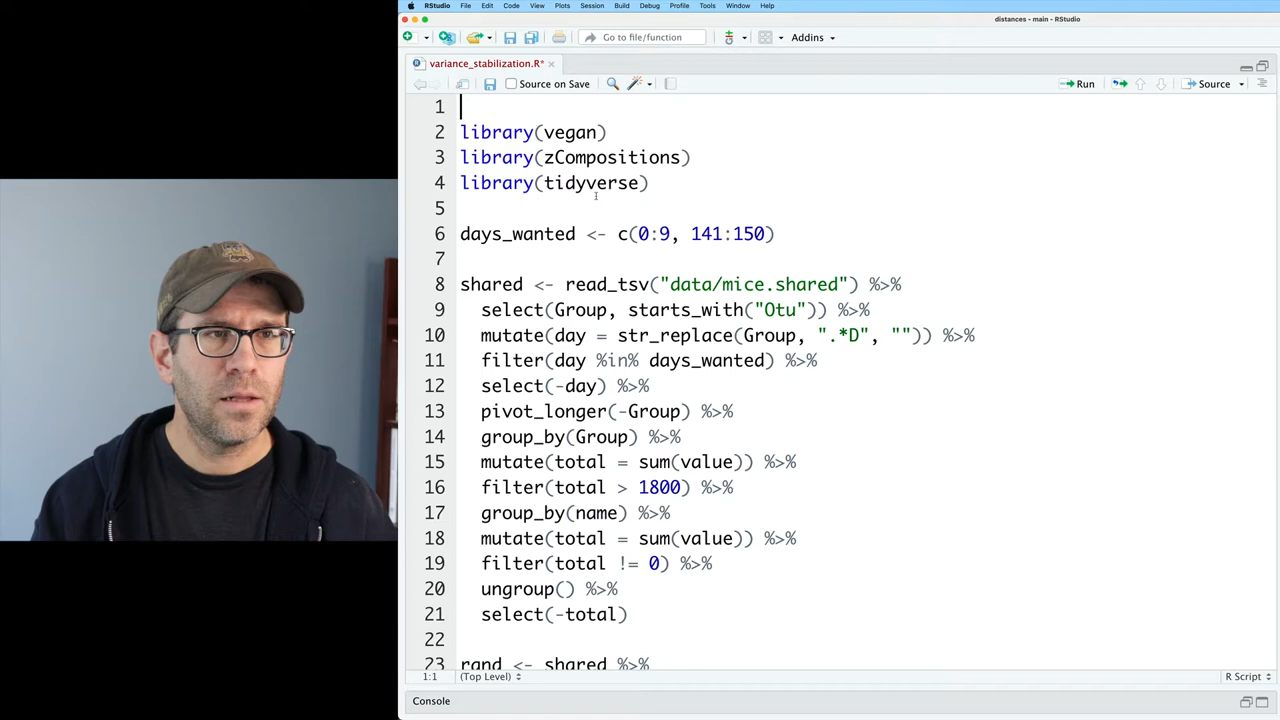 RStudio File Edit Code View Plots Session Build Debug Profile Tools Window Help
distances - main - RStudio
Go to file/function Addins
variance_stabilization.R*
Source on Save Run Source
1
2 library(vegan)
3 library(zCompositions)
4 library(tidyverse)
5
6 days_wanted <- c(0:9, 141:150)
7
8 shared <- read_tsv("data/mice.shared") %>%
9 select(Group, starts_with("Otu")) %>%
10 mutate(day = str_replace(Group, ".*D", "")) %>%
11 filter(day %in% days_wanted) %>%
12 select(-day) %>%
13 pivot_longer(-Group) %>%
14 group_by(Group) %>%
15 mutate(total = sum(value)) %>%
16 filter(total > 1800) %>%
17 group_by(name) %>%
18 mutate(total = sum(value)) %>%
19 filter(total != 0) %>%
20 ungroup() %>%
21 select(-total)
22
23 rand <- shared %>%
1:1 (Top Level) R Script
Console